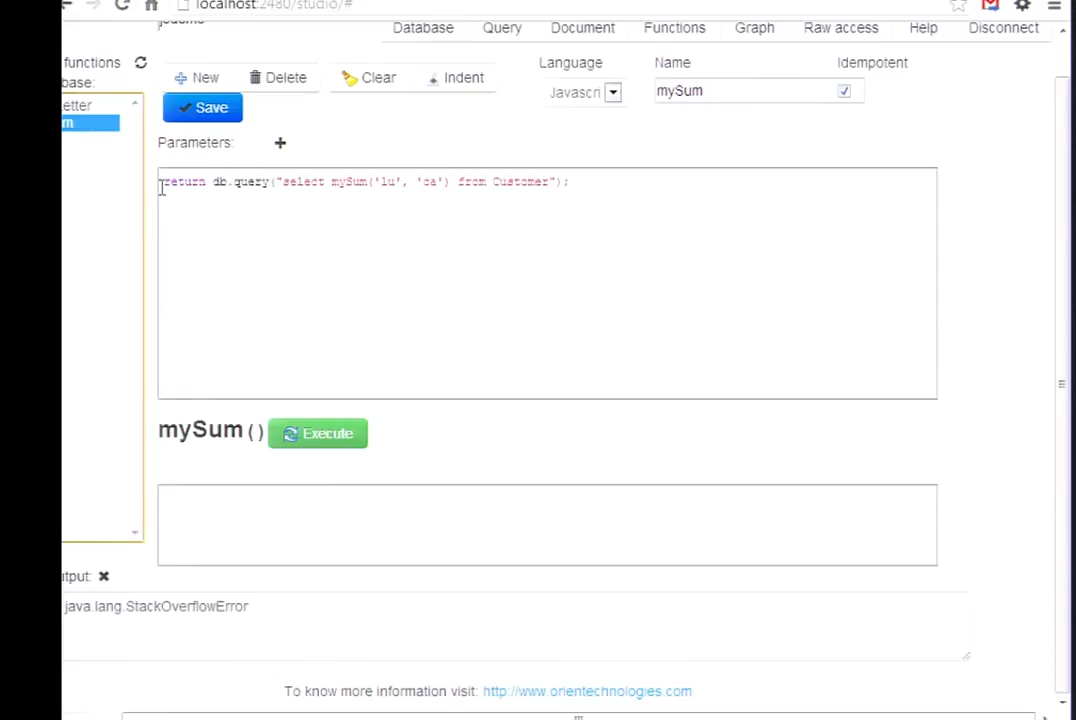 localhost:2480/studio/#
Database Query Document Functions Graph Raw access Help Disconnect
functions
New Delete Clear Indent
Language
Name
Idempotent
Save
Javascri
mySum
Parameters:
return db.query("select mySum('lu', 'ca') from Customer");
mySum () Execute
java.lang.StackOverflowError
To know more information visit: http://www.orientechnologies.com